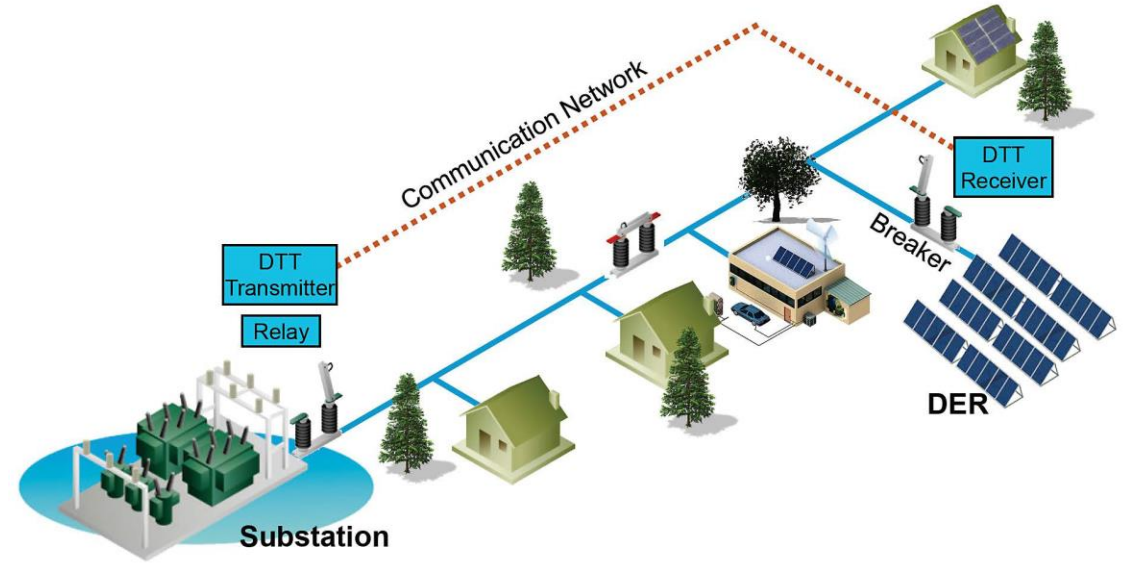 Communication Network
DTT
Receiver
Breaker
DTT
Transmitter
Relay
DER
Substation